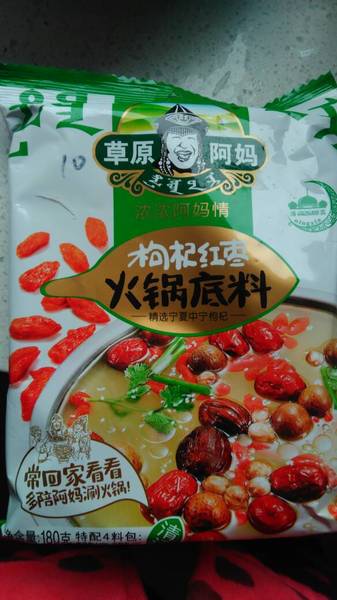 10
草原 阿妈
浓浓阿妈情
枸杞红枣
火锅底料
精选宁夏中宁枸杞
常回家看看
多陪阿妈涮火锅!
净含量:180克 特配4料包:
清